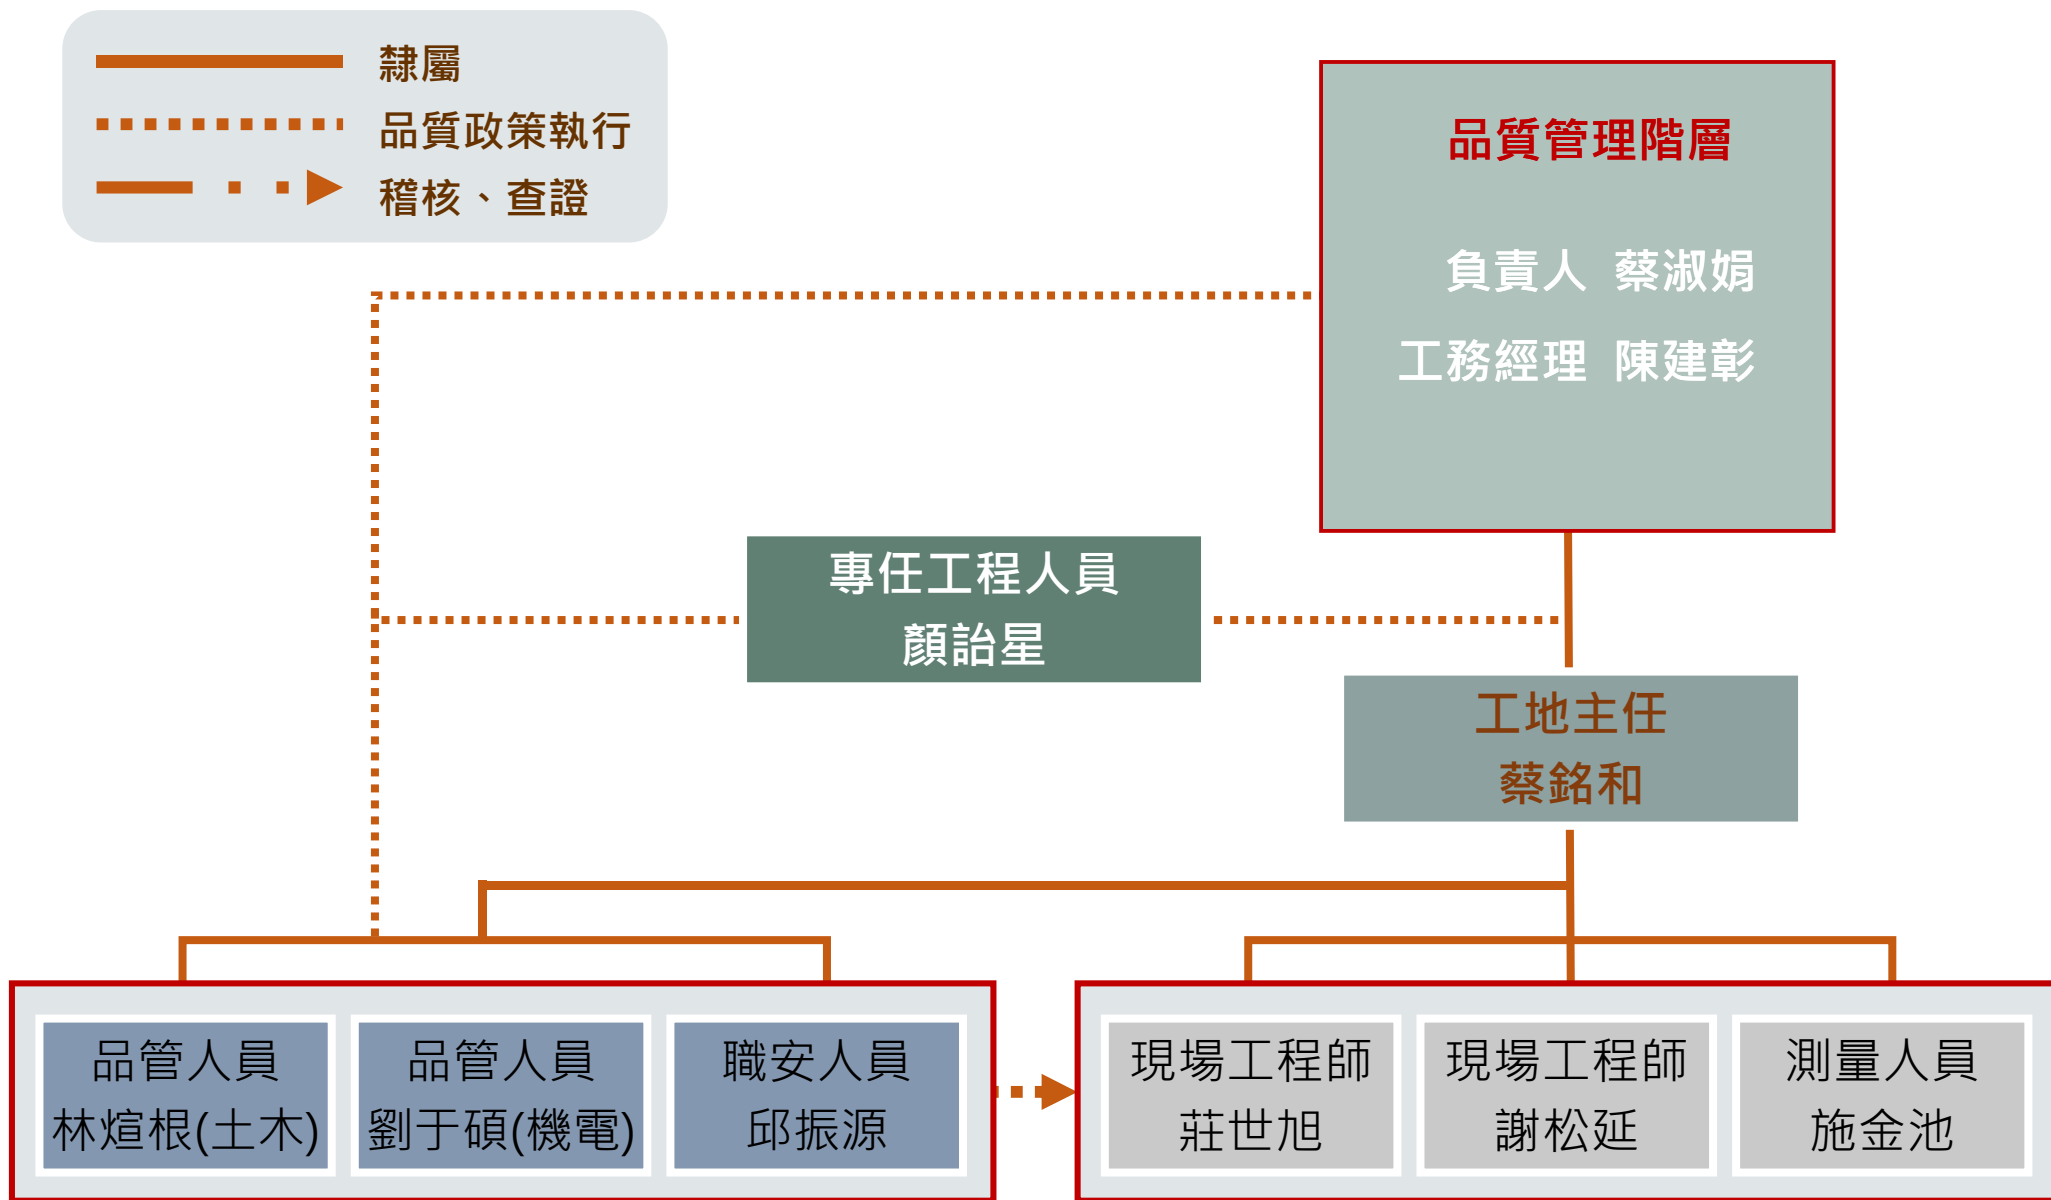 隸屬
品質政策執行
稽核、查證
品質管理階層
負責人 蔡淑娟
工務經理 陳建彰
專任工程人員
顏詒星
工地主任
蔡銘和
品管人員
林煊根(土木)
品管人員
劉于碩(機電)
職安人員
邱振源
現場工程師
莊世旭
現場工程師
謝松延
測量人員
施金池